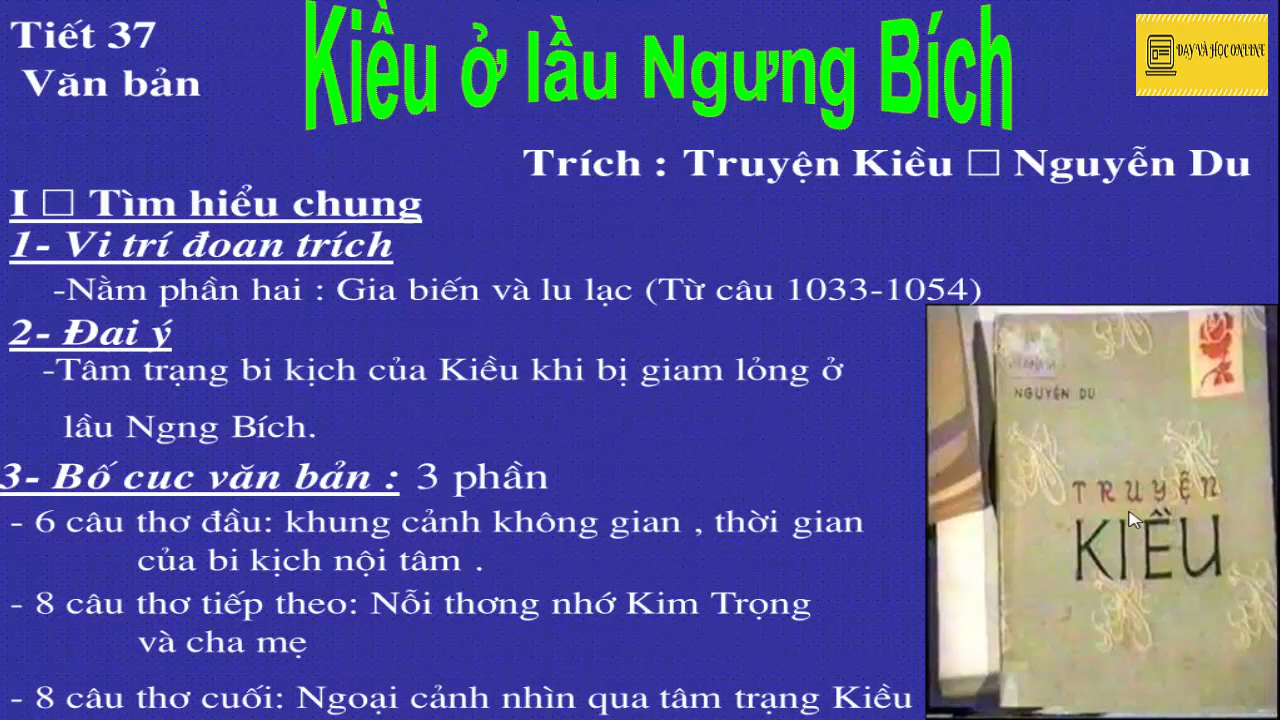 Tiết 37
Văn bản
Kiều ở lầu Ngưng Bích
DẠY VÀ HỌC ONLINE
Trích : Truyện Kiều □ Nguyễn Du
I □ Tìm hiểu chung
1- Vi trí đoan trích
-Nằm phần hai : Gia biến và lu lạc (Từ câu 1033-1054)
2- Đai ý
-Tâm trạng bi kịch của Kiều khi bị giam lỏng ở
lầu Ngng Bích.
3- Bố cuc văn bản : 3 phần
- 6 câu thơ đầu: khung cảnh không gian , thời gian
của bi kịch nội tâm .
- 8 câu thơ tiếp theo: Nỗi thơng nhớ Kim Trọng
và cha mẹ
- 8 câu thơ cuối: Ngoại cảnh nhìn qua tâm trạng Kiều
NGUYỄN DU
TRUYỆN
KIỀU